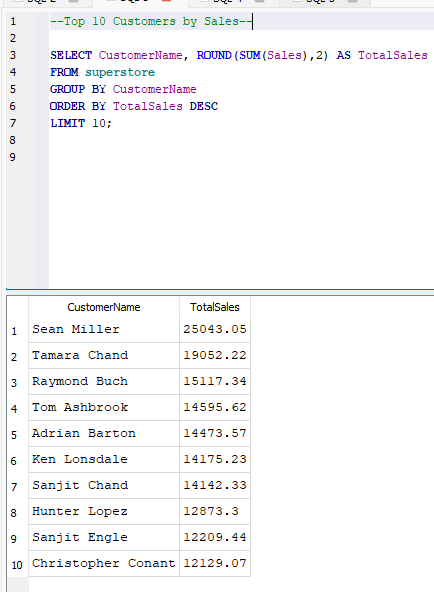 1 --Top 10 Customers by Sales--
2
3 SELECT CustomerName, ROUND(SUM(Sales),2) AS TotalSales
4 FROM superstore
5 GROUP BY CustomerName
6 ORDER BY TotalSales DESC
7 LIMIT 10;
8
9
CustomerName TotalSales
1 Sean Miller 25043.05
2 Tamara Chand 19052.22
3 Raymond Buch 15117.34
4 Tom Ashbrook 14595.62
5 Adrian Barton 14473.57
6 Ken Lonsdale 14175.23
7 Sanjit Chand 14142.33
8 Hunter Lopez 12873.3
9 Sanjit Engle 12209.44
10 Christopher Conant 12129.07